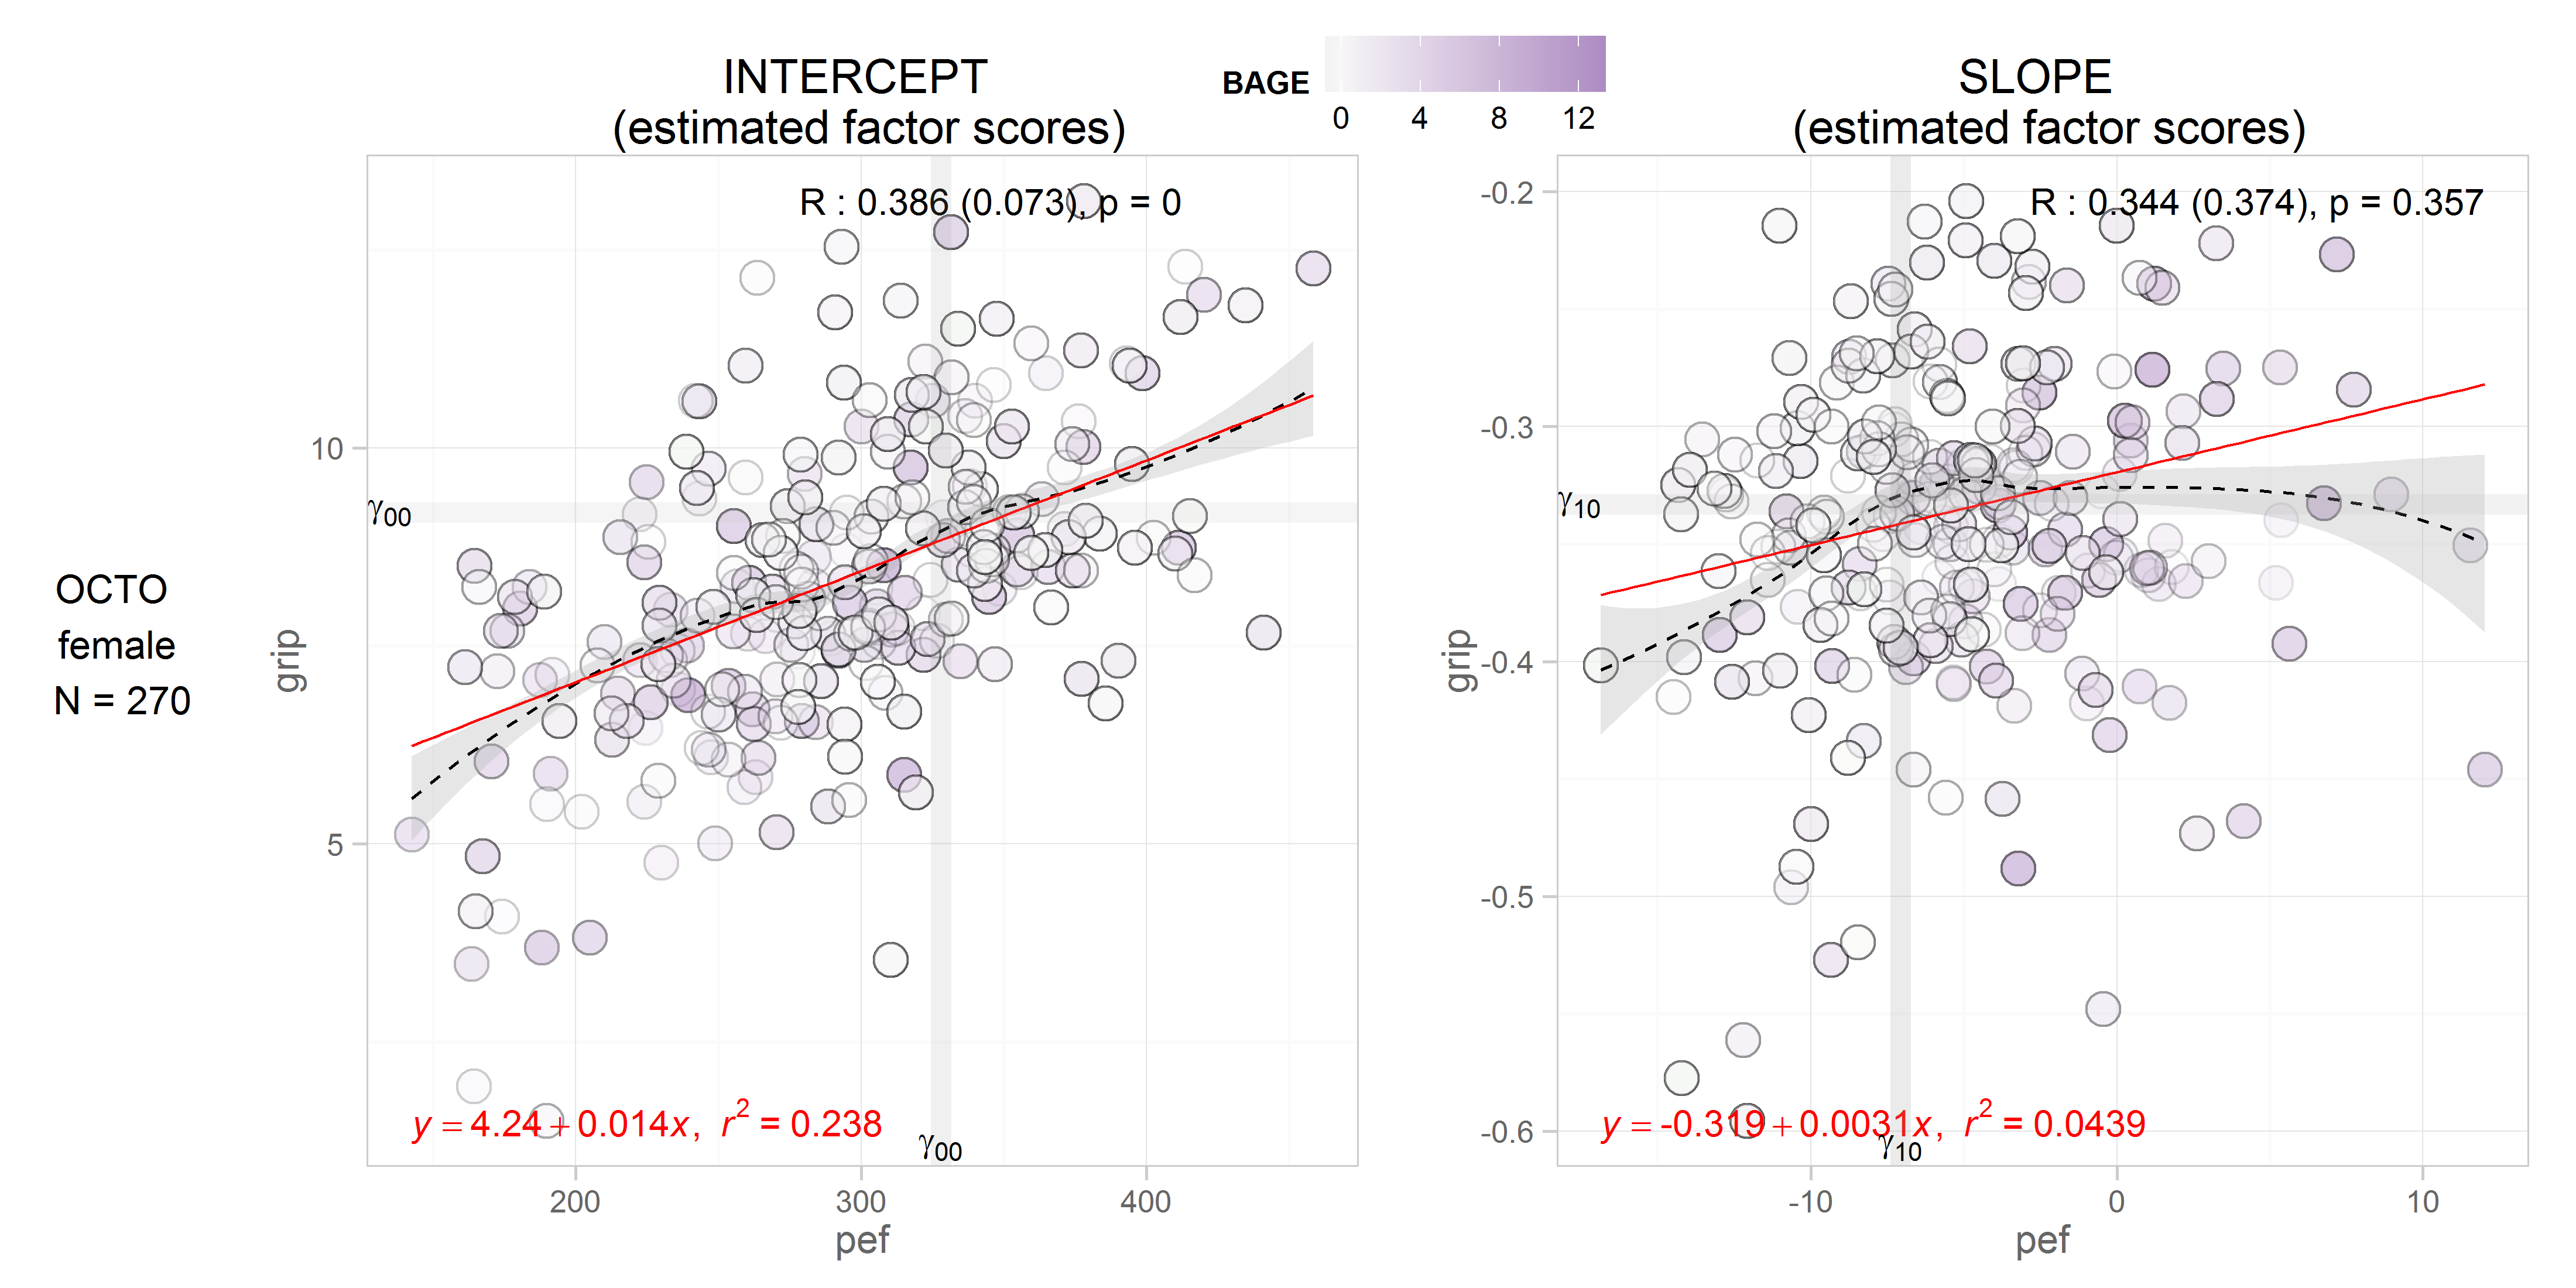 INTERCEPT
(estimated factor scores)
BAGE
0 4 8 12
SLOPE
(estimated factor scores)
OCTO
female
N = 270
R : 0.386 (0.073), p = 0
grip
10
5
γ00
y = 4.24 + 0.014x, r² = 0.238
γ00
200 300 400
pef
R : 0.344 (0.374), p = 0.357
grip
-0.2
-0.3
γ10
-0.4
-0.5
-0.6
y = -0.319 + 0.0031x, r² = 0.0439
γ10
-10 0 10
pef